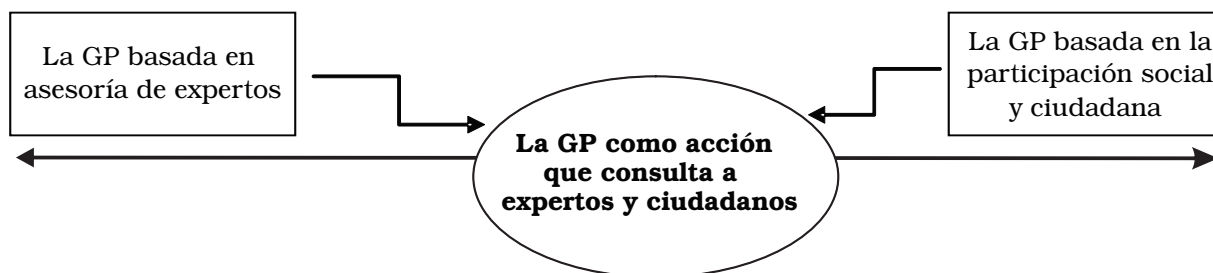 La GP basada en
asesoría de expertos
La GP como acción
que consulta a
expertos y ciudadanos
La GP basada en la
participación social
y ciudadana